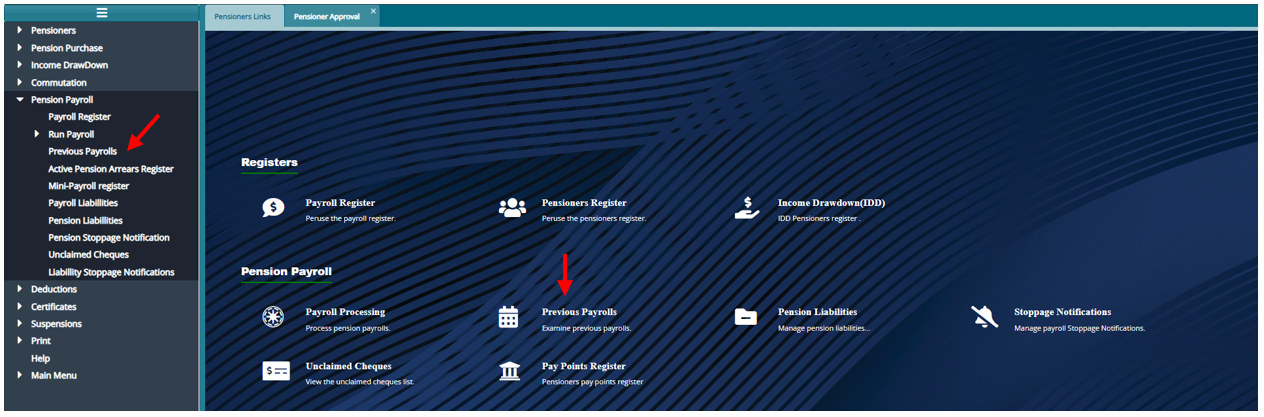 Pensioners Links
Pensioner Approval
Pensioners
Pension Purchase
Income DrawDown
Commutation
Pension Payroll
Payroll Register
Run Payroll
Previous Payrolls
Active Pension Arrears Register
Mini-Payroll register
Payroll Liabillities
Pension Liabillities
Pension Stoppage Notification
Unclaimed Cheques
Liabillity Stoppage Notifications
Deductions
Certificates
Suspensions
Print
Help
Main Menu
Registers
Payroll Register
Peruse the payroll register.
Pensioners Register
Peruse the pensioners register.
Income Drawdown(IDD)
IDD Pensioners register .
Pension Payroll
Payroll Processing
Process pension payrolls.
Previous Payrolls
Examine previous payrolls.
Pension Liabilities
Manage pension liabilities...
Stoppage Notifications
Manage payroll Stoppage Notifications.
Unclaimed Cheques
View the unclaimed cheques list.
Pay Points Register
Pensioners pay points register